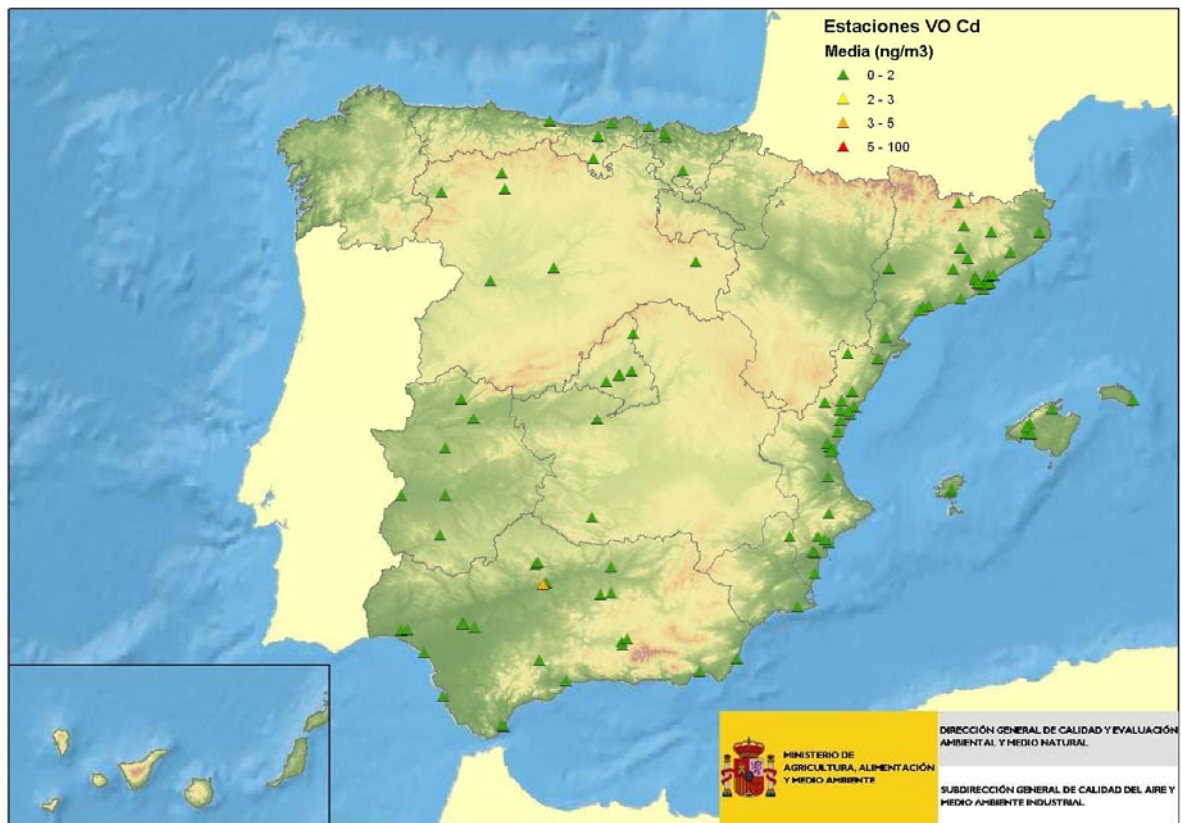 Estaciones VO Cd
Media (ng/m3)
0 - 2
2 - 3
3 - 5
5 - 100
MINISTERIO DE
AGRICULTURA, ALIMENTACIÓN
Y MEDIO AMBIENTE
DIRECCIÓN GENERAL DE CALIDAD Y EVALUACIÓN
AMBIENTAL Y MEDIO NATURAL
SUBDIRECCIÓN GENERAL DE CALIDAD DEL AIRE Y
MEDIO AMBIENTE INDUSTRIAL